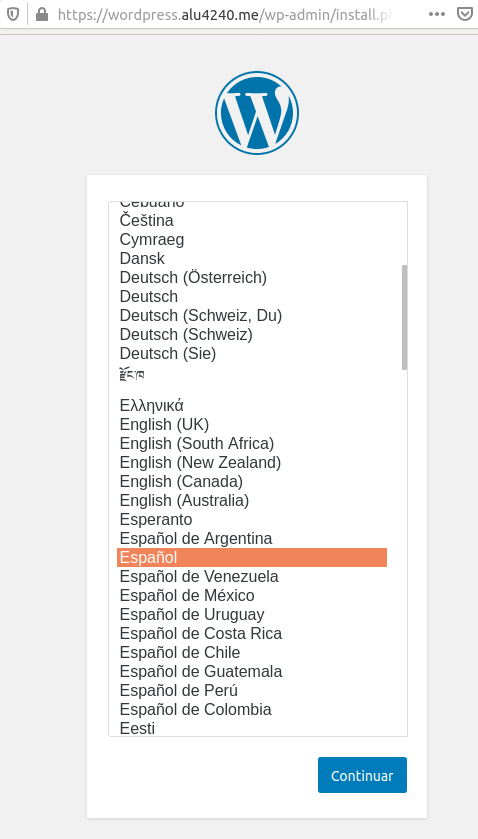 https://wordpress.alu4240.me/wp-admin/install.p
Cebuano
Čeština
Cymraeg
Dansk
Deutsch (Österreich)
Deutsch
Deutsch (Schweiz, Du)
Deutsch (Schweiz)
Deutsch (Sie)
རྫོང་ཁ
Ελληνικά
English (UK)
English (South Africa)
English (New Zealand)
English (Canada)
English (Australia)
Esperanto
Español de Argentina
Español
Español de Venezuela
Español de México
Español de Uruguay
Español de Costa Rica
Español de Chile
Español de Guatemala
Español de Perú
Español de Colombia
Eesti
Continuar